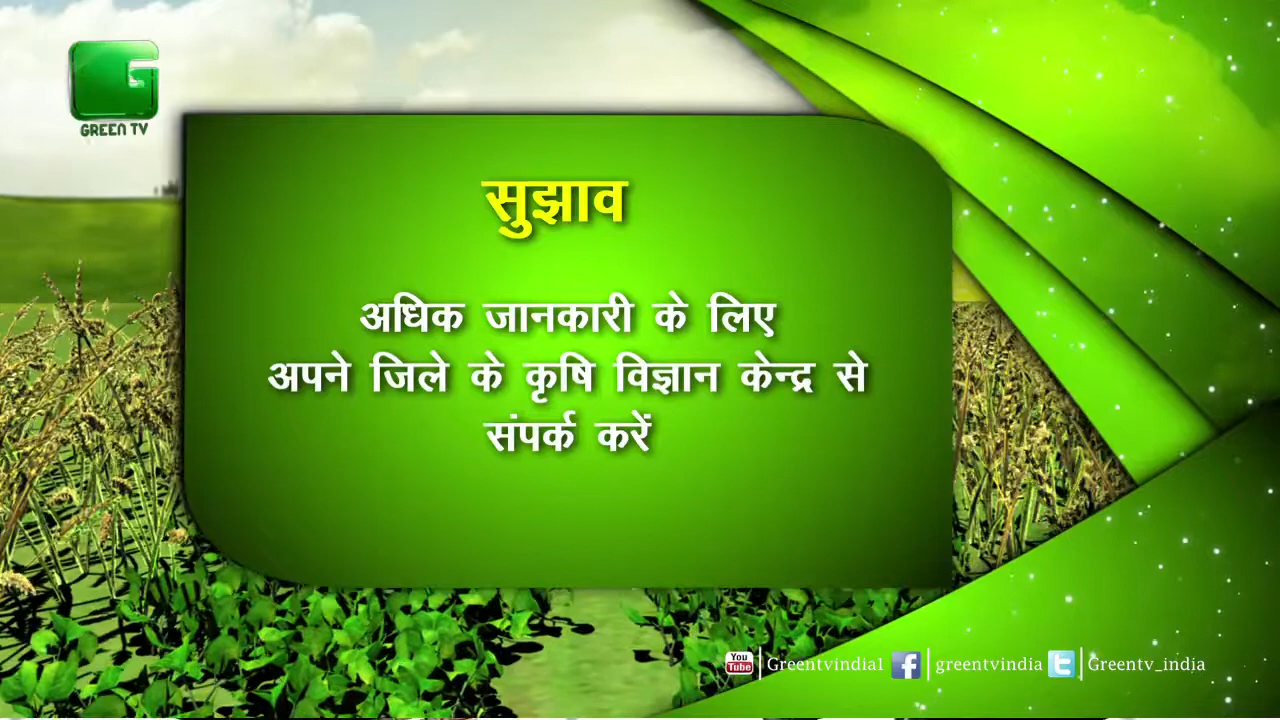 GREEN TV
सुझाव
अधिक जानकारी के लिए
अपने जिले के कृषि विज्ञान केन्द्र से
संपर्क करें
You Tube Greentvindia1 f greentvindia t Greentv_india